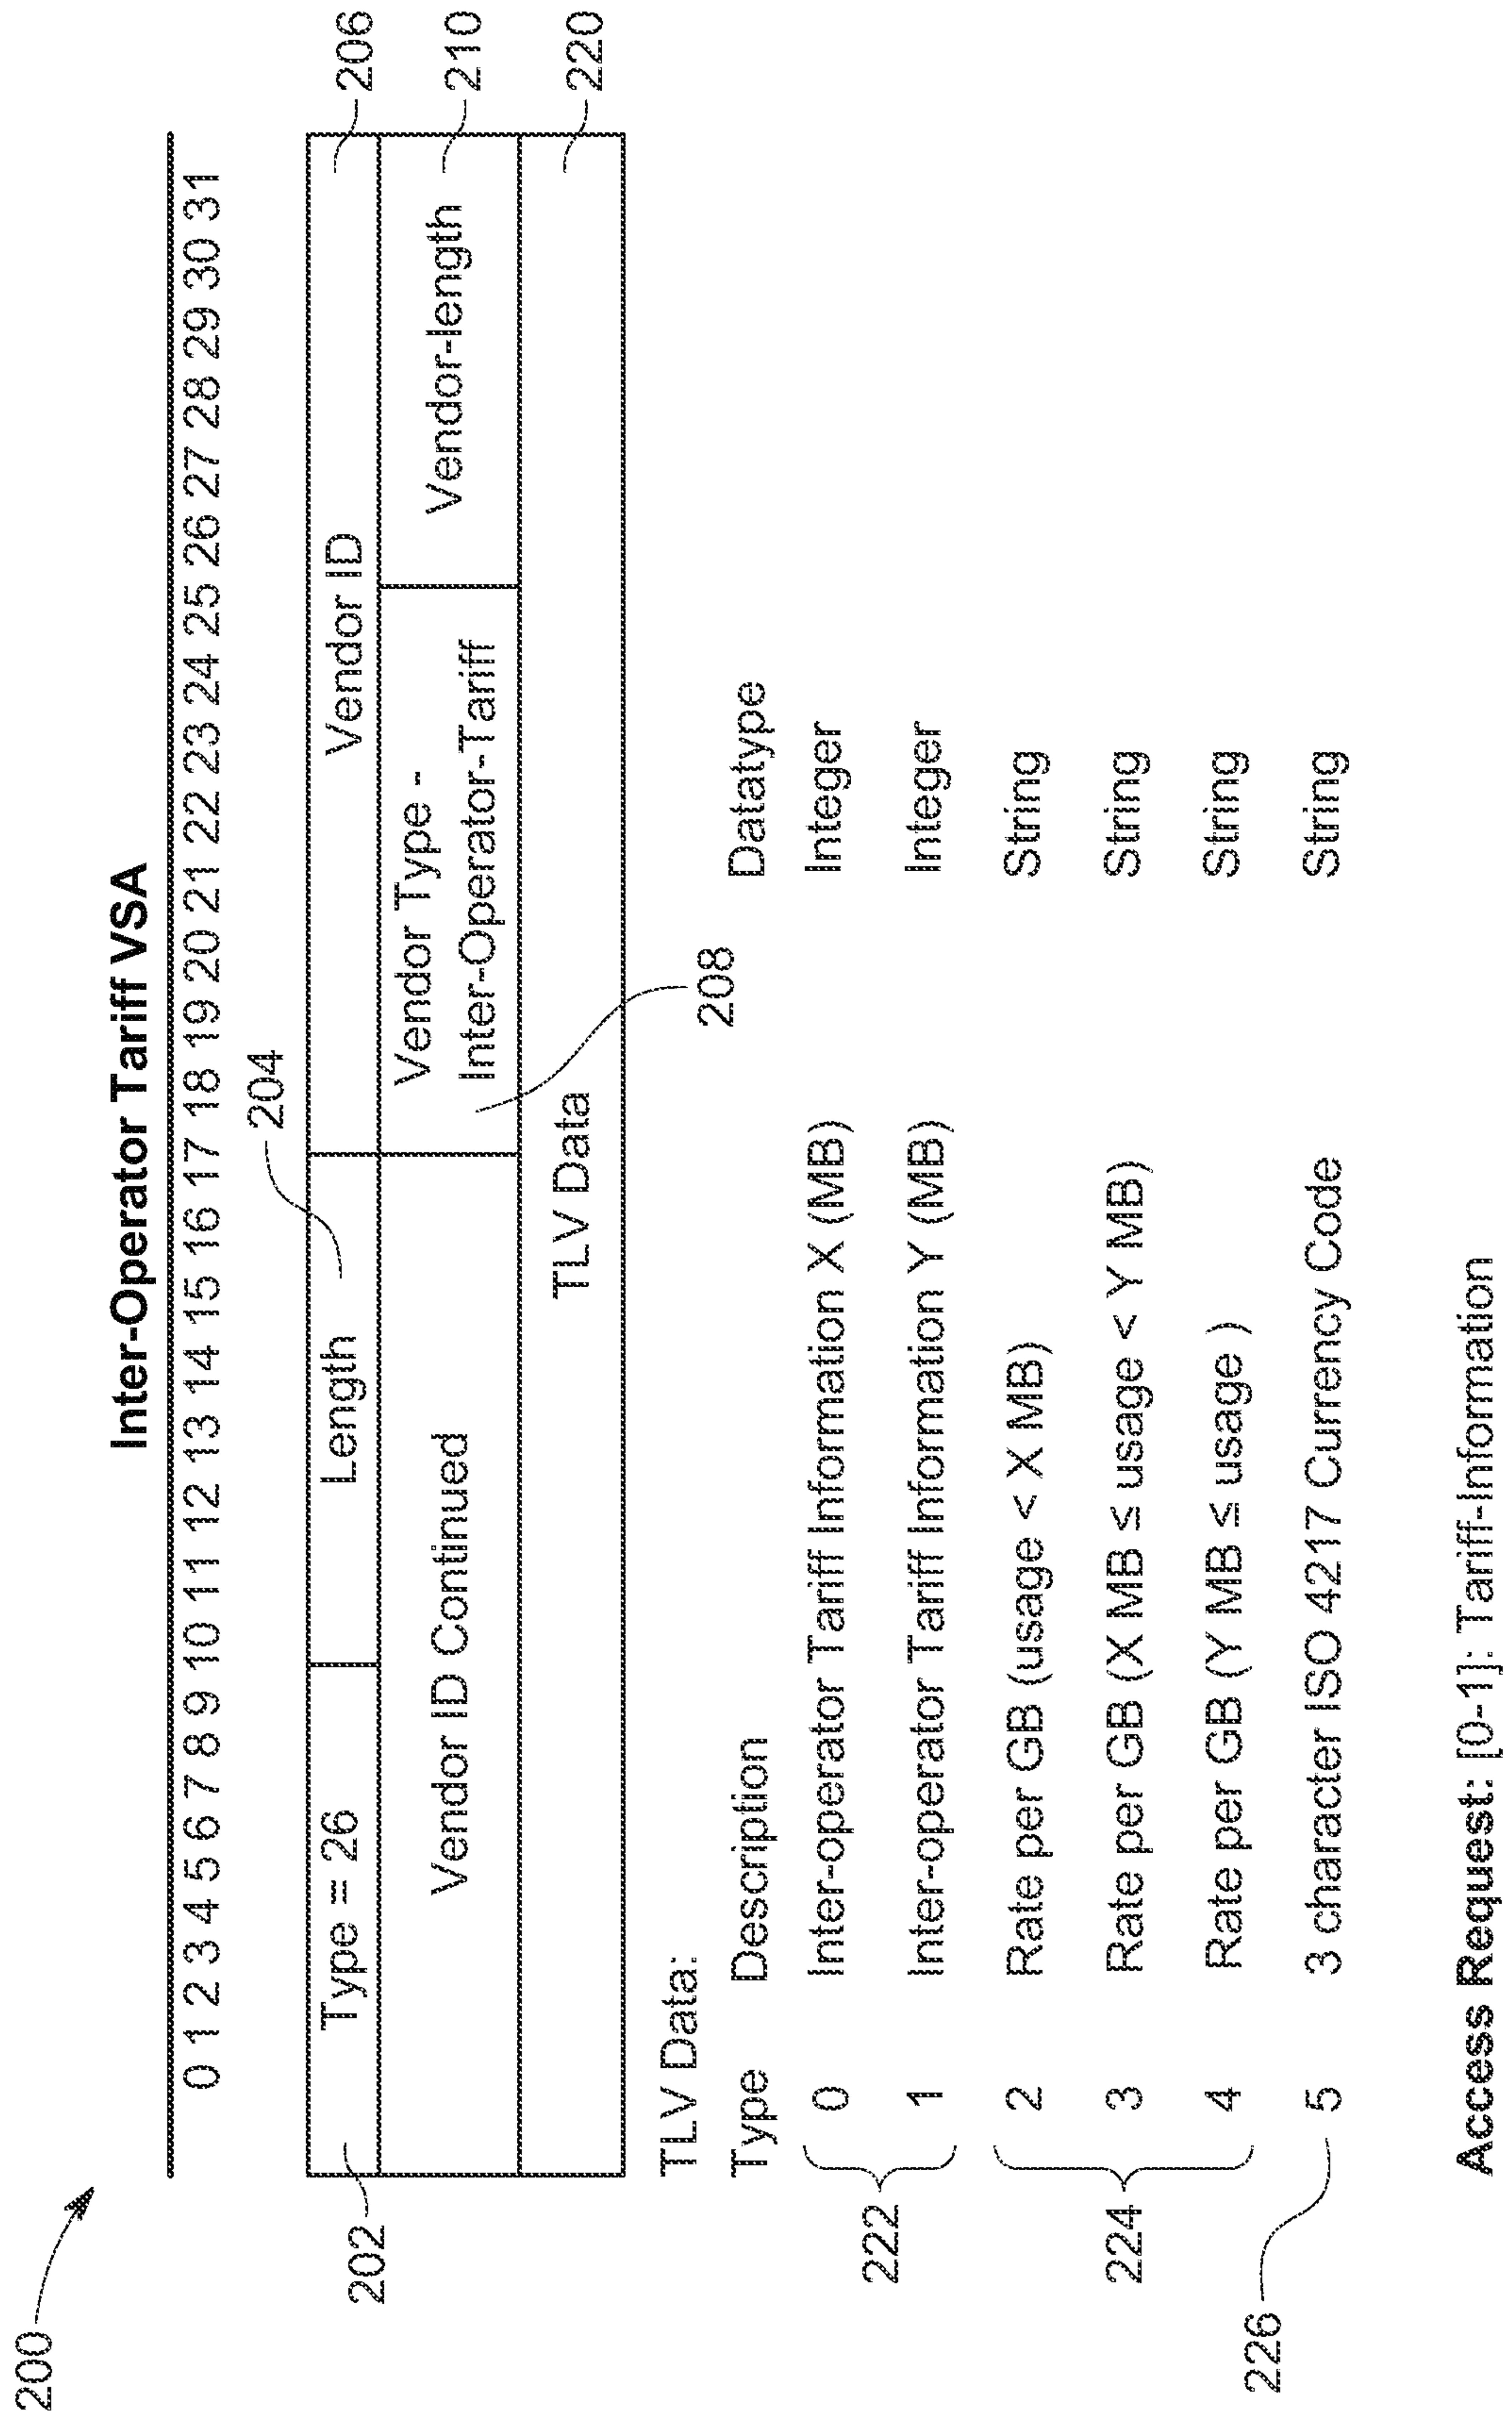 200
Inter-Operator Tariff VSA
0 1 2 3 4 5 6 7 8 9 10 11 12 13 14 15 16 17 18 19 20 21 22 23 24 25 26 27 28 29 30 31
204
202
Type = 26
Length
Vendor ID
206
Vendor ID Continued
Vendor Type -
Inter-Operator-Tariff
Vendor-length
210
TLV Data
220
208
TLV Data:
Type Description Datatype
222
0 Inter-operator Tariff Information X (MB) Integer
1 Inter-operator Tariff Information Y (MB) Integer
224
2 Rate per GB (usage < X MB) String
3 Rate per GB (X MB ≤ usage < Y MB) String
4 Rate per GB (Y MB ≤ usage ) String
226
5 3 character ISO 4217 Currency Code String
Access Request: [0-1]: Tariff-Information